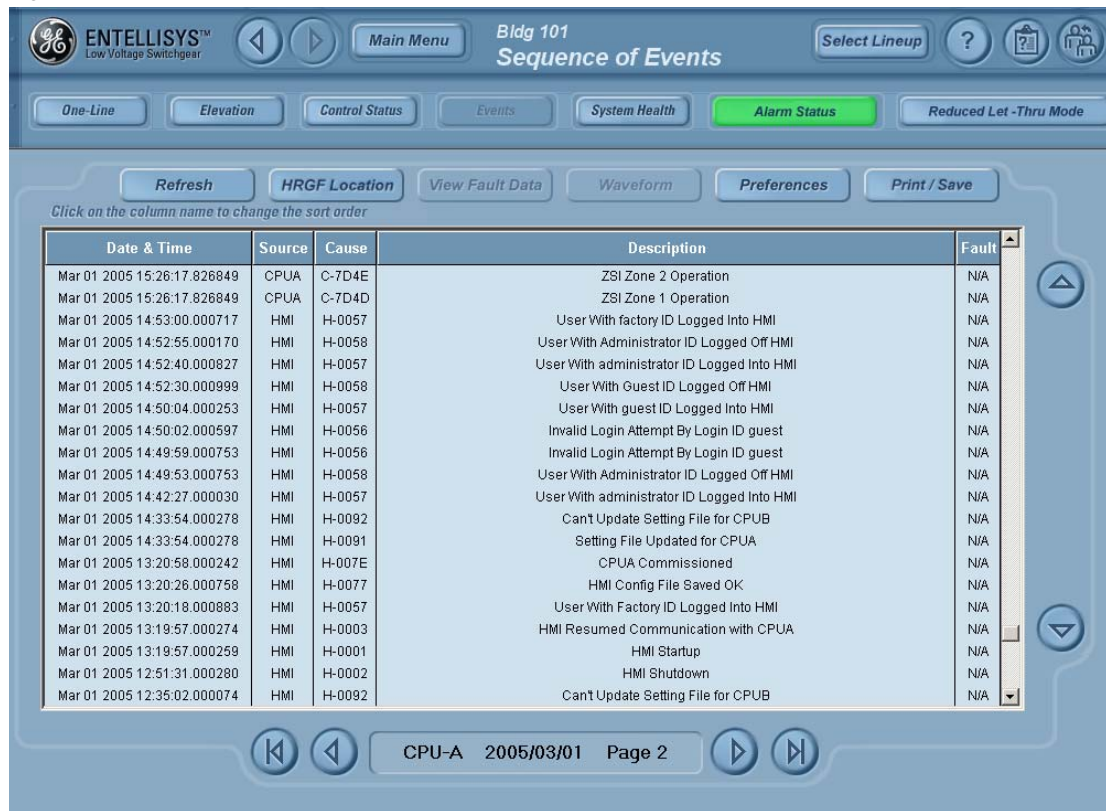 ENTELLISYS™
Low Voltage Switchgear
Main Menu
Bldg 101
Sequence of Events
Select Lineup
?
One-Line Elevation Control Status Events System Health Alarm Status Reduced Let -Thru Mode
Refresh HRGF Location View Fault Data Waveform Preferences Print / Save
Click on the column name to change the sort order
Date & Time Source Cause Description Fault
Mar 01 2005 15:26:17.826849 CPUA C-7D4E ZSI Zone 2 Operation N/A
Mar 01 2005 15:26:17.826849 CPUA C-7D4D ZSI Zone 1 Operation N/A
Mar 01 2005 14:53:00.000717 HMI H-0057 User With factory ID Logged Into HMI N/A
Mar 01 2005 14:52:55.000170 HMI H-0058 User With Administrator ID Logged Off HMI N/A
Mar 01 2005 14:52:40.000827 HMI H-0057 User With administrator ID Logged Into HMI N/A
Mar 01 2005 14:52:30.000999 HMI H-0058 User With Guest ID Logged Off HMI N/A
Mar 01 2005 14:50:04.000253 HMI H-0057 User With guest ID Logged Into HMI N/A
Mar 01 2005 14:50:02.000597 HMI H-0056 Invalid Login Attempt By Login ID guest N/A
Mar 01 2005 14:49:59.000753 HMI H-0056 Invalid Login Attempt By Login ID guest N/A
Mar 01 2005 14:49:53.000753 HMI H-0058 User With Administrator ID Logged Off HMI N/A
Mar 01 2005 14:42:27.000030 HMI H-0057 User With administrator ID Logged Into HMI N/A
Mar 01 2005 14:33:54.000278 HMI H-0092 Can't Update Setting File for CPUB N/A
Mar 01 2005 14:33:54.000278 HMI H-0091 Setting File Updated for CPUA N/A
Mar 01 2005 13:20:58.000242 HMI H-007E CPUA Commissioned N/A
Mar 01 2005 13:20:26.000758 HMI H-0077 HMI Config File Saved OK N/A
Mar 01 2005 13:20:18.000883 HMI H-0057 User With Factory ID Logged Into HMI N/A
Mar 01 2005 13:19:57.000274 HMI H-0003 HMI Resumed Communication with CPUA N/A
Mar 01 2005 13:19:57.000259 HMI H-0001 HMI Startup N/A
Mar 01 2005 12:51:31.000280 HMI H-0002 HMI Shutdown N/A
Mar 01 2005 12:35:02.000074 HMI H-0092 Can't Update Setting File for CPUB N/A
CPU-A 2005/03/01 Page 2